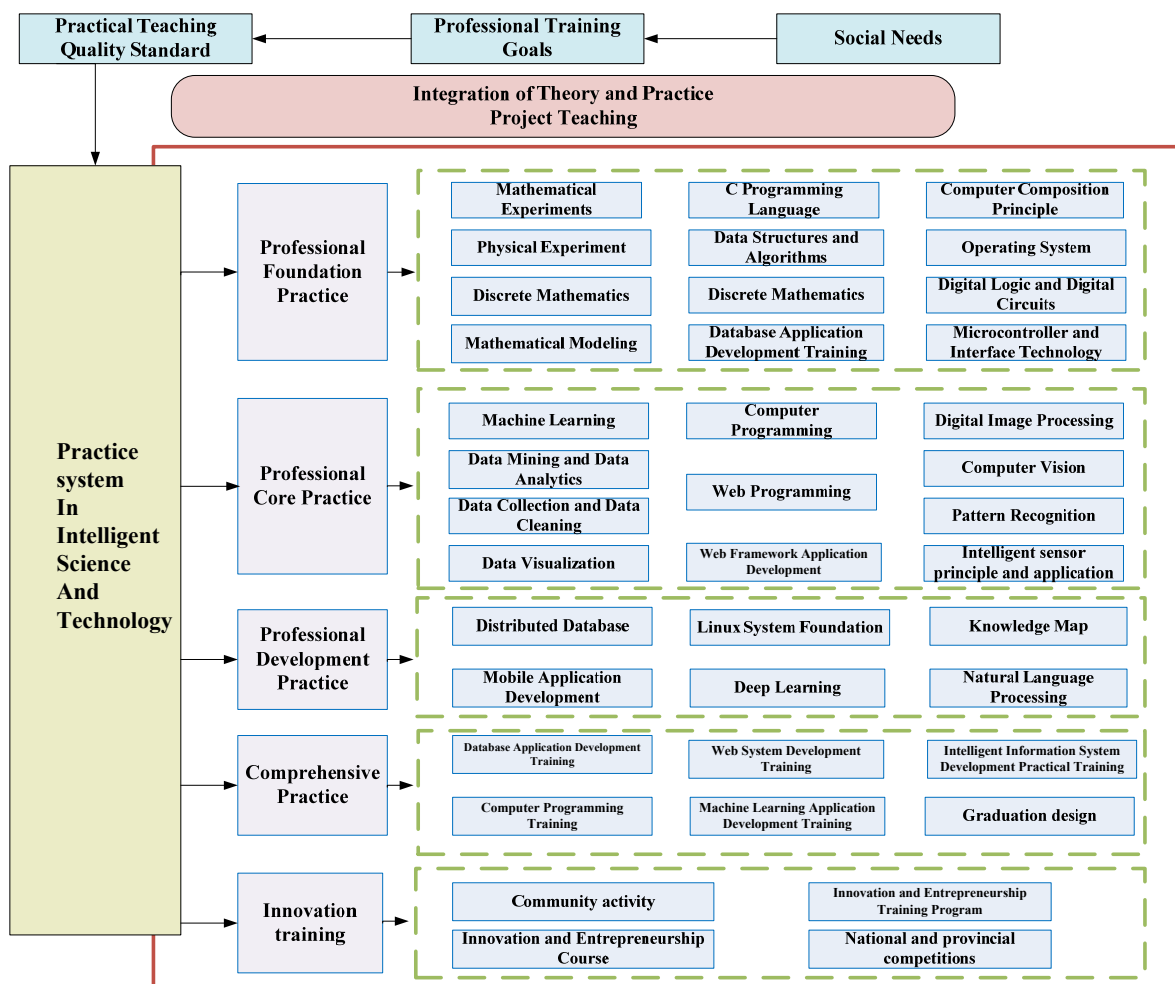 Practical Teaching
Quality Standard
Professional Training
Goals
Social Needs
Integration of Theory and Practice
Project Teaching
Practice
system
In
Intelligent
Science
And
Technology
Professional
Foundation
Practice
Mathematical
Experiments
C Programming
Language
Computer Composition
Principle
Physical Experiment
Data Structures and
Algorithms
Operating System
Discrete Mathematics
Discrete Mathematics
Digital Logic and Digital
Circuits
Mathematical Modeling
Database Application
Development Training
Microcontroller and
Interface Technology
Professional
Core Practice
Machine Learning
Computer
Programming
Digital Image Processing
Data Mining and Data
Analytics
Web Programming
Computer Vision
Data Collection and Data
Cleaning
Pattern Recognition
Data Visualization
Web Framework Application
Development
Intelligent sensor
principle and application
Professional
Development
Practice
Distributed Database
Linux System Foundation
Knowledge Map
Mobile Application
Development
Deep Learning
Natural Language
Processing
Comprehensive
Practice
Database Application Development
Training
Web System Development
Training
Intelligent Information System
Development Practical Training
Computer Programming
Training
Machine Learning Application
Development Training
Graduation design
Innovation
training
Community activity
Innovation and Entrepreneurship
Training Program
Innovation and Entrepreneurship
Course
National and provincial
competitions